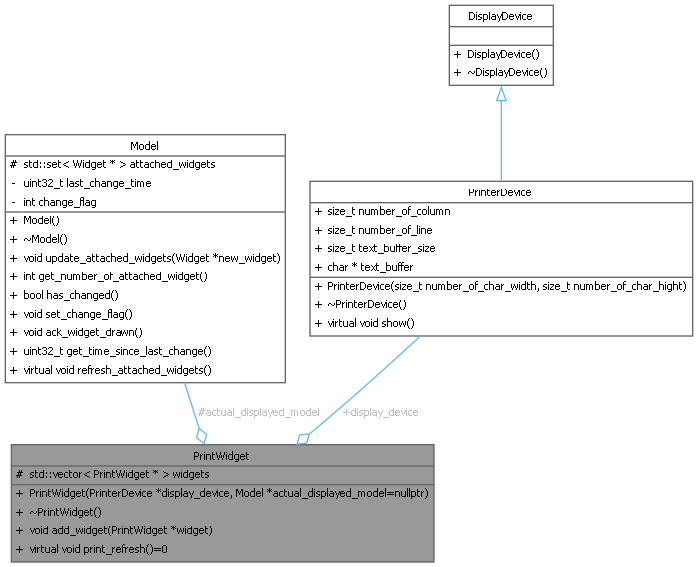 DisplayDevice
+ DisplayDevice()
+ ~DisplayDevice()
Model
# std::set< Widget * > attached_widgets
- uint32_t last_change_time
- int change_flag
+ Model()
+ ~Model()
+ void update_attached_widgets(Widget *new_widget)
+ int get_number_of_attached_widget()
+ bool has_changed()
+ void set_change_flag()
+ void ack_widget_drawn()
+ uint32_t get_time_since_last_change()
+ virtual void refresh_attached_widgets()
PrinterDevice
+ size_t number_of_column
+ size_t number_of_line
+ size_t text_buffer_size
+ char * text_buffer
+ PrinterDevice(size_t number_of_char_width, size_t number_of_char_hight)
+ ~PrinterDevice()
+ virtual void show()
#actual_displayed_model
+display_device
PrintWidget
# std::vector< PrintWidget * > widgets
+ PrintWidget(PrinterDevice *display_device, Model *actual_displayed_model=nullptr)
+ ~PrintWidget()
+ void add_widget(PrintWidget *widget)
+ virtual void print_refresh()=0